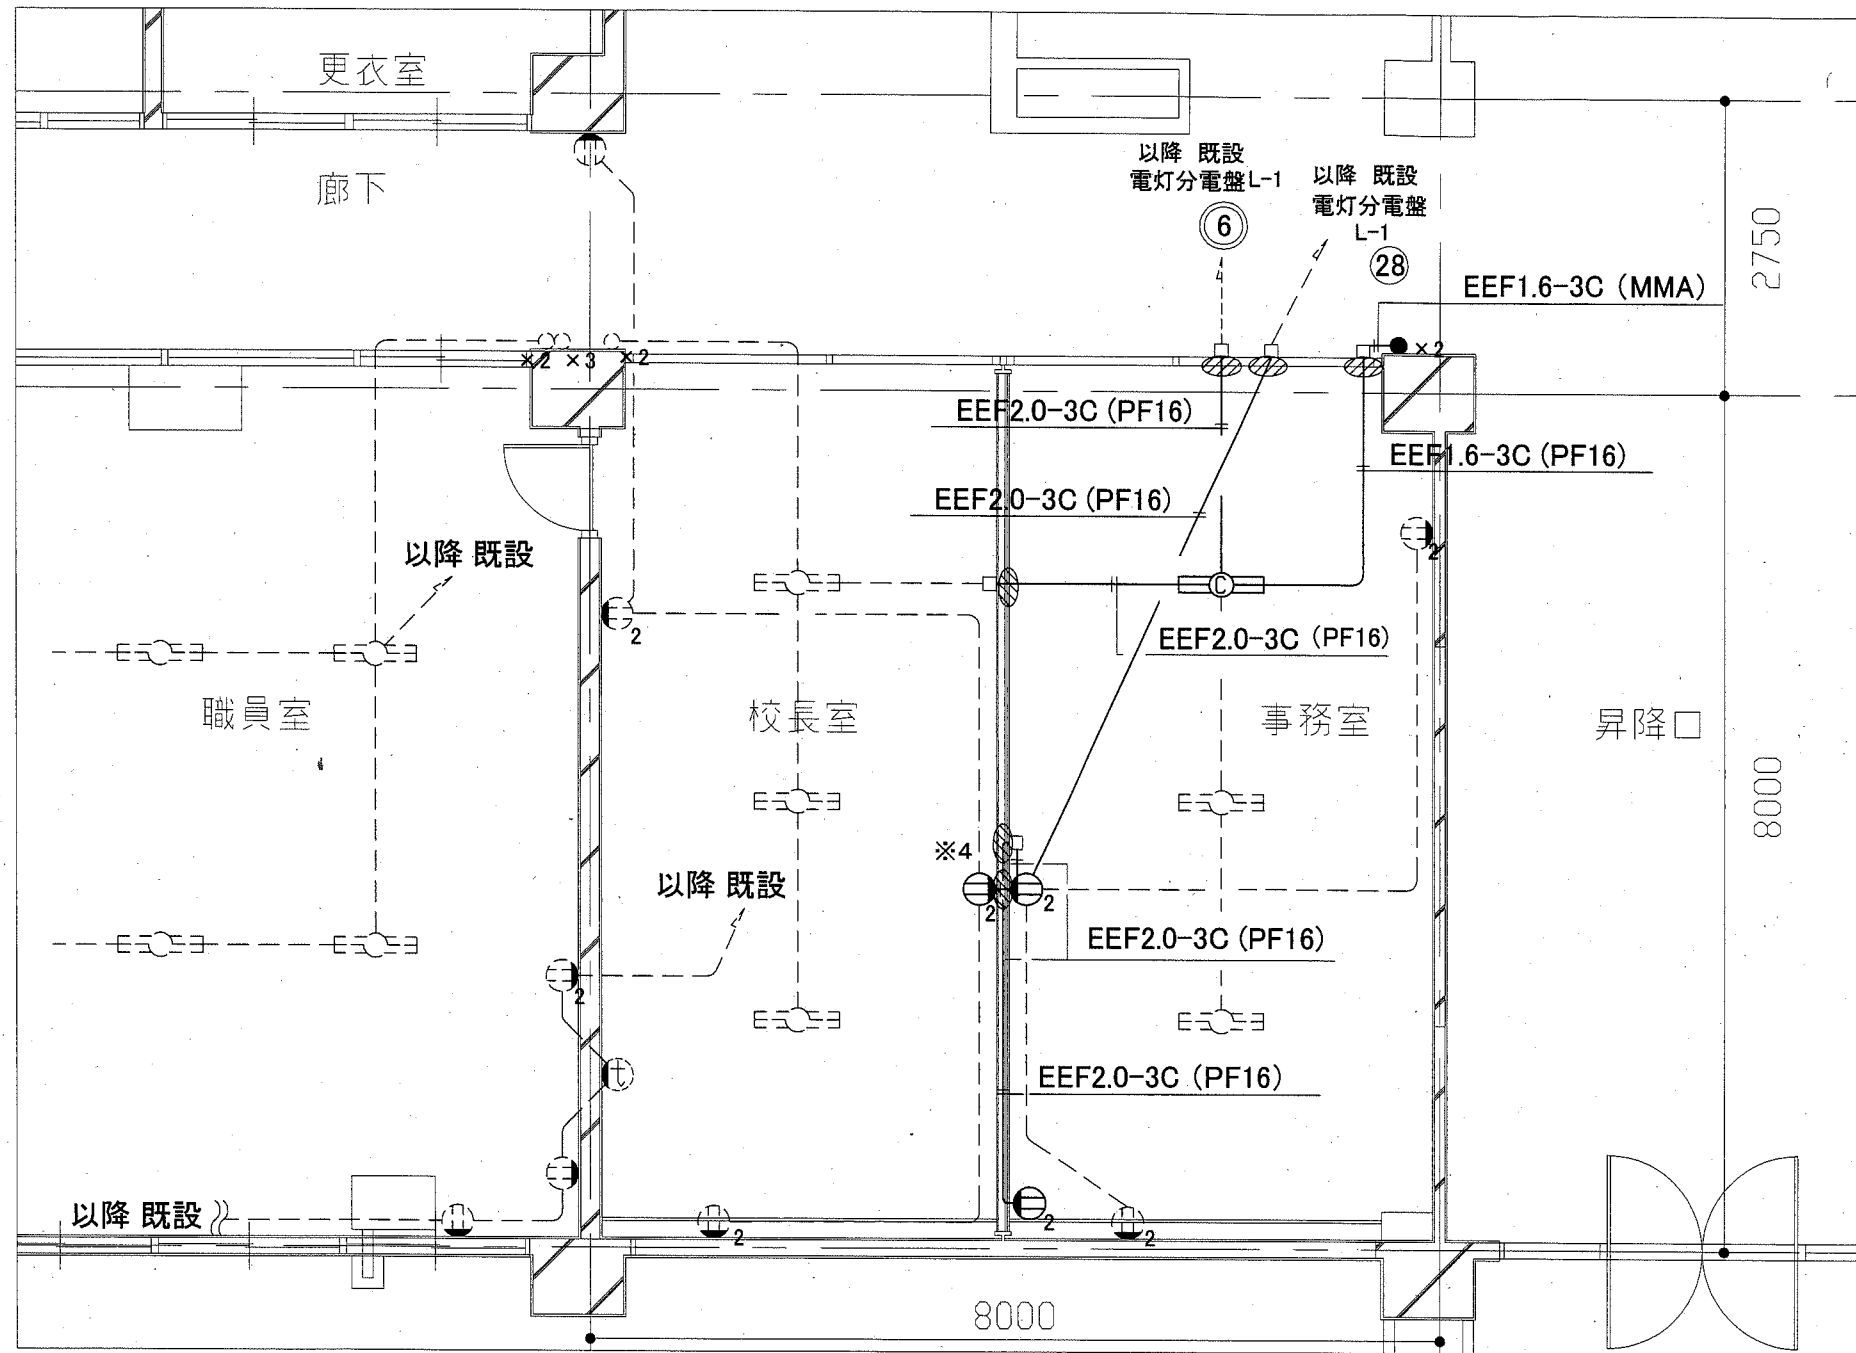 更衣室
廊下
以降 既設
電灯分電盤L-1
6
以降 既設
電灯分電盤
L-1
28
EEF1.6-3C (MMA)
2750
×2
×3
×2
×2
EEF2.0-3C (PF16)
EEF1.6-3C (PF16)
EEF2.0-3C (PF16)
2
以降 既設
C
2
EEF2.0-3C (PF16)
職員室
校長室
事務室
昇降口
8000
※4
以降 既設
2
2
EEF2.0-3C (PF16)
2
EEF2.0-3C (PF16)
以降 既設
2
2
2
8000